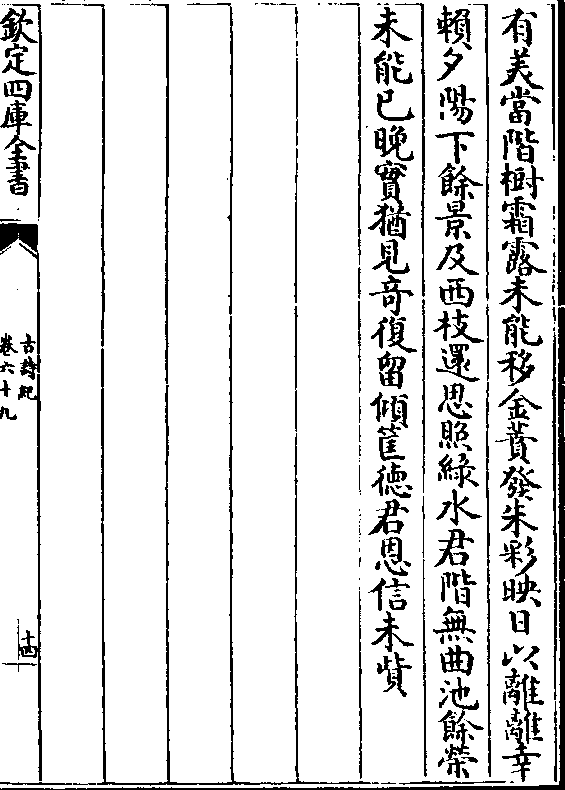 有美當階樹霜露未能移金蕡發朱彩映日以離離幸
賴夕陽下餘景及西枝還思照綠水君階無曲池餘榮
未能已晚實猶見竒復留傾筐德君恩信未貲
欽定四庫全書
古詩紀
卷六十九
十四